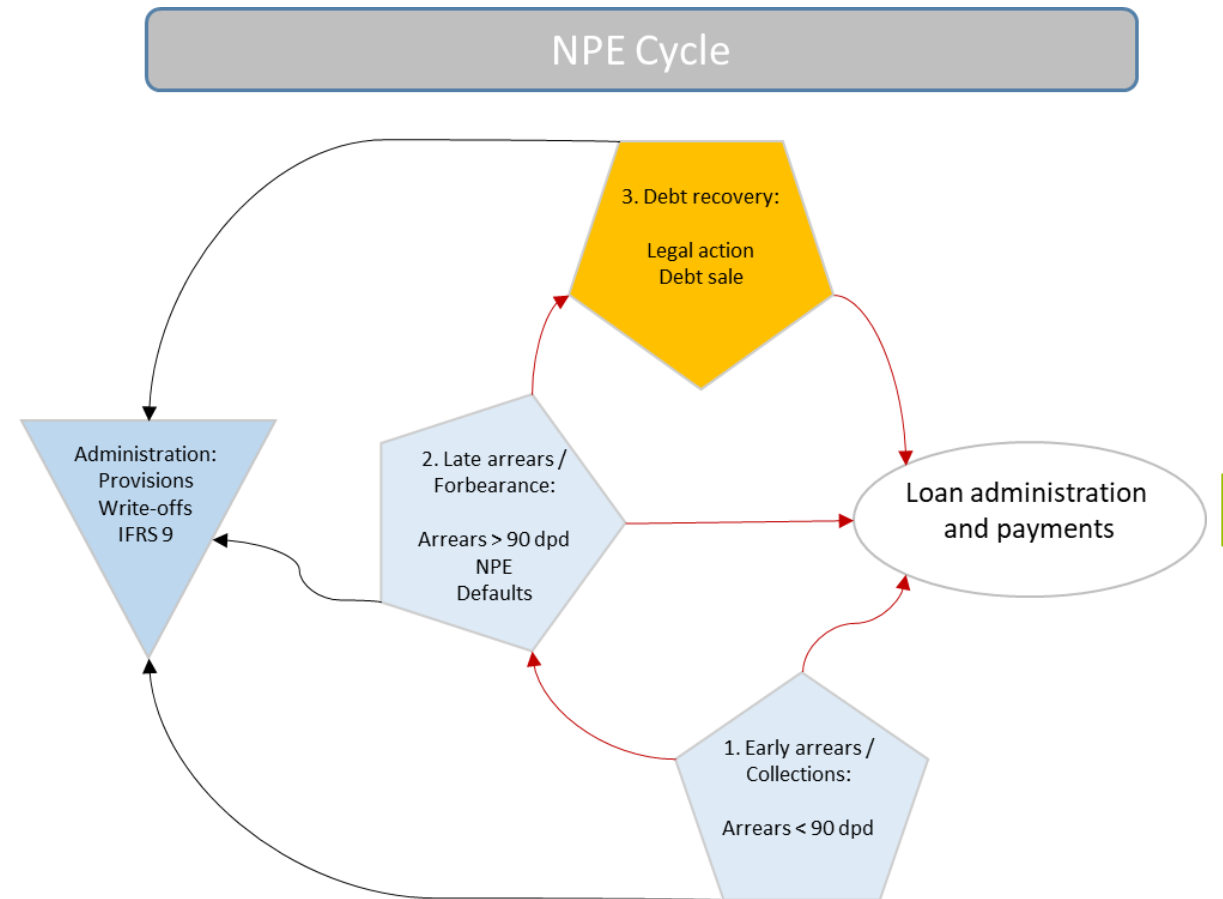 NPE Cycle
3. Debt recovery:
Legal action
Debt sale
Administration:
Provisions
Write-offs
IFRS 9
2. Late arrears /
Forbearance:
Arrears > 90 dpd
NPE
Defaults
Loan administration
and payments
1. Early arrears /
Collections:
Arrears < 90 dpd